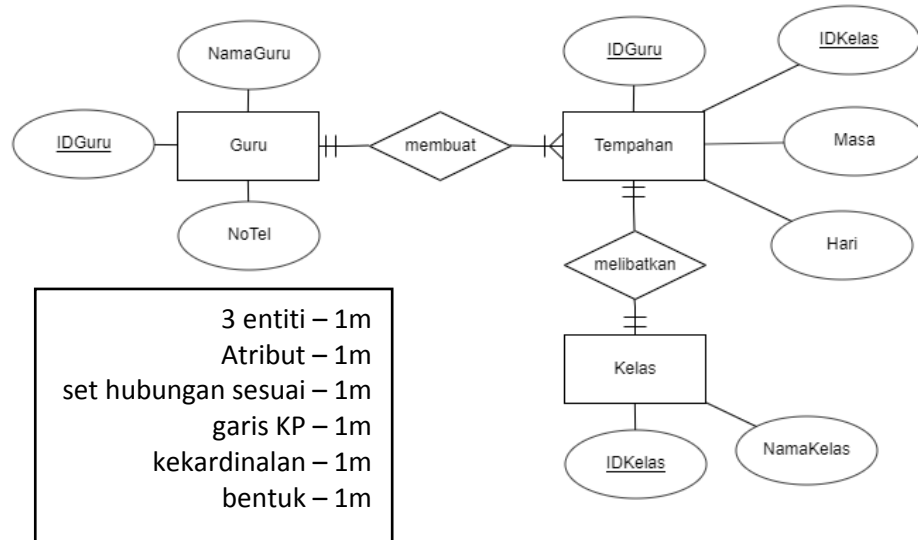 NamaGuru
IDGuru
IDKelas
IDGuru
Guru
membuat
Tempahan
Masa
NoTel
Hari
melibatkan
3 entiti – 1m
Atribut – 1m
set hubungan sesuai – 1m
garis KP – 1m
kekardinalan – 1m
bentuk – 1m
Kelas
IDKelas
NamaKelas